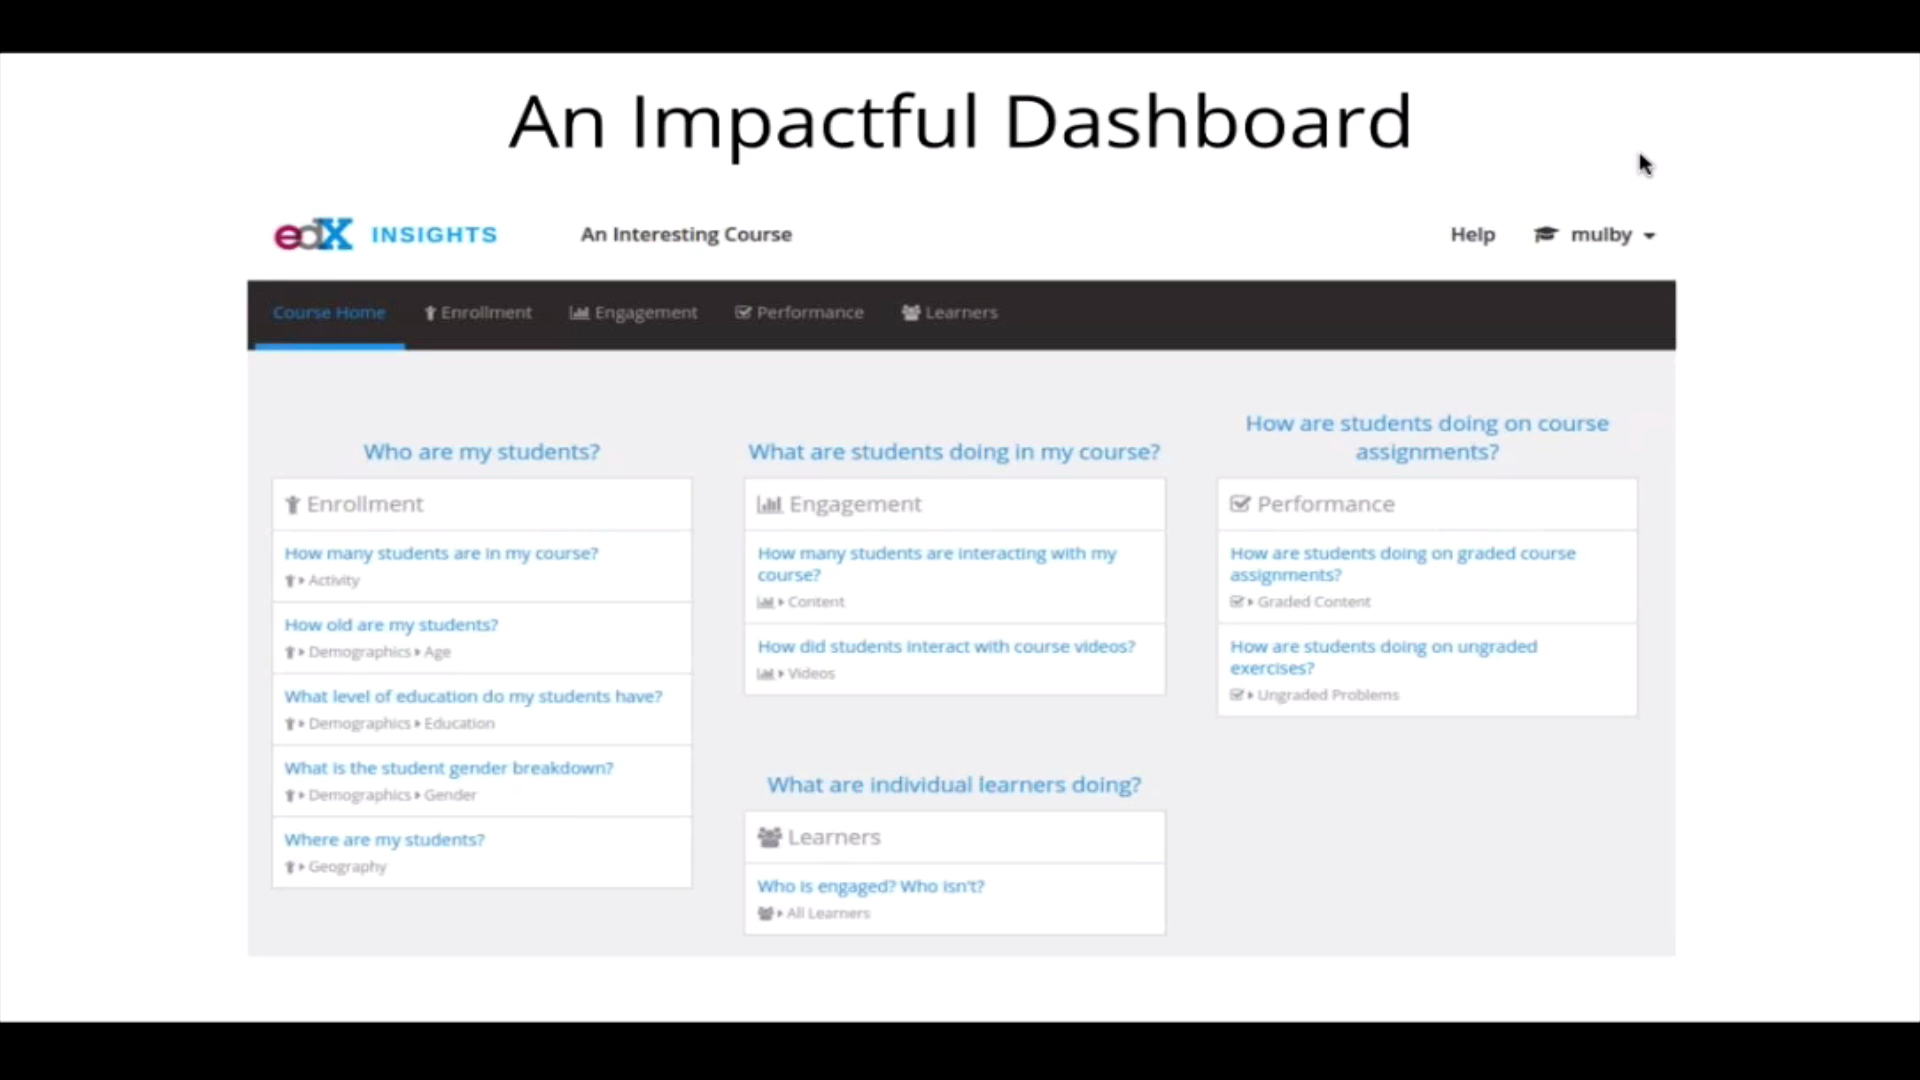 An Impactful Dashboard
edX INSIGHTS
An Interesting Course
Help
mulby
Course Home
Enrollment
Engagement
Performance
Learners
Who are my students?
Enrollment
How many students are in my course?
Activity
How old are my students?
Demographics Age
What level of education do my students have?
Demographics Education
What is the student gender breakdown?
Demographics Gender
Where are my students?
Geography
What are students doing in my course?
Engagement
How many students are interacting with my
course?
Content
How did students interact with course videos?
Videos
What are individual learners doing?
Learners
Who is engaged? Who isn't?
All Learners
How are students doing on course
assignments?
Performance
How are students doing on graded course
assignments?
Graded Content
How are students doing on ungraded
exercises?
Ungraded Problems